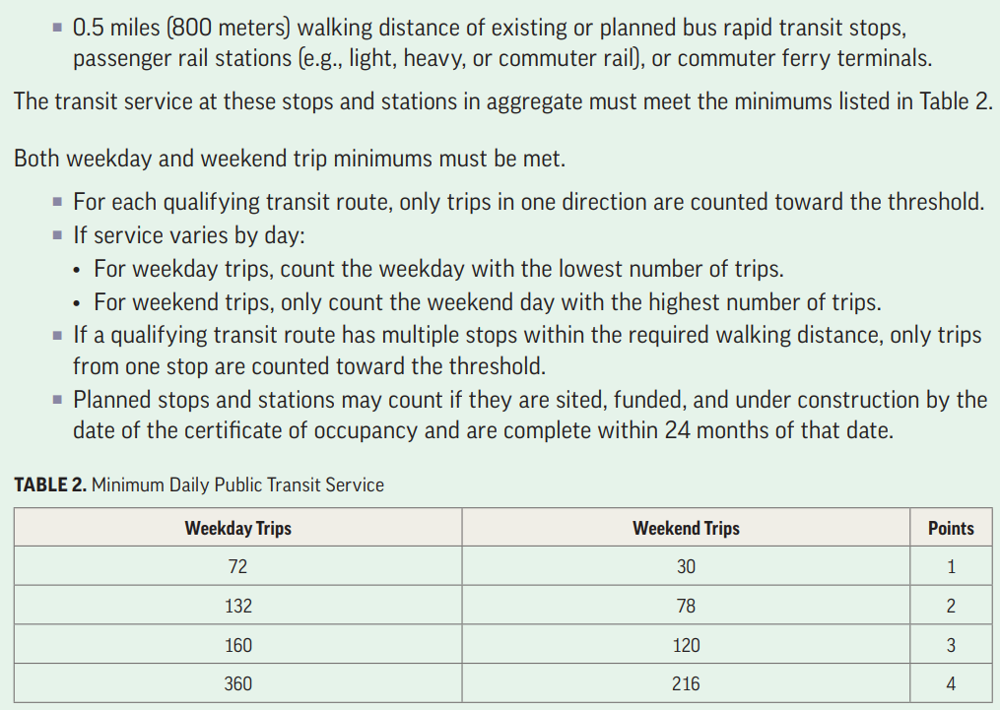 ▪ 0.5 miles (800 meters) walking distance of existing or planned bus rapid transit stops,
passenger rail stations (e.g., light, heavy, or commuter rail), or commuter ferry terminals.
The transit service at these stops and stations in aggregate must meet the minimums listed in Table 2.
Both weekday and weekend trip minimums must be met.
▪ For each qualifying transit route, only trips in one direction are counted toward the threshold.
▪ If service varies by day:
• For weekday trips, count the weekday with the lowest number of trips.
• For weekend trips, only count the weekend day with the highest number of trips.
▪ If a qualifying transit route has multiple stops within the required walking distance, only trips
from one stop are counted toward the threshold.
▪ Planned stops and stations may count if they are sited, funded, and under construction by the
date of the certificate of occupancy and are complete within 24 months of that date.
TABLE 2. Minimum Daily Public Transit Service
Weekday Trips Weekend Trips Points
72 30 1
132 78 2
160 120 3
360 216 4